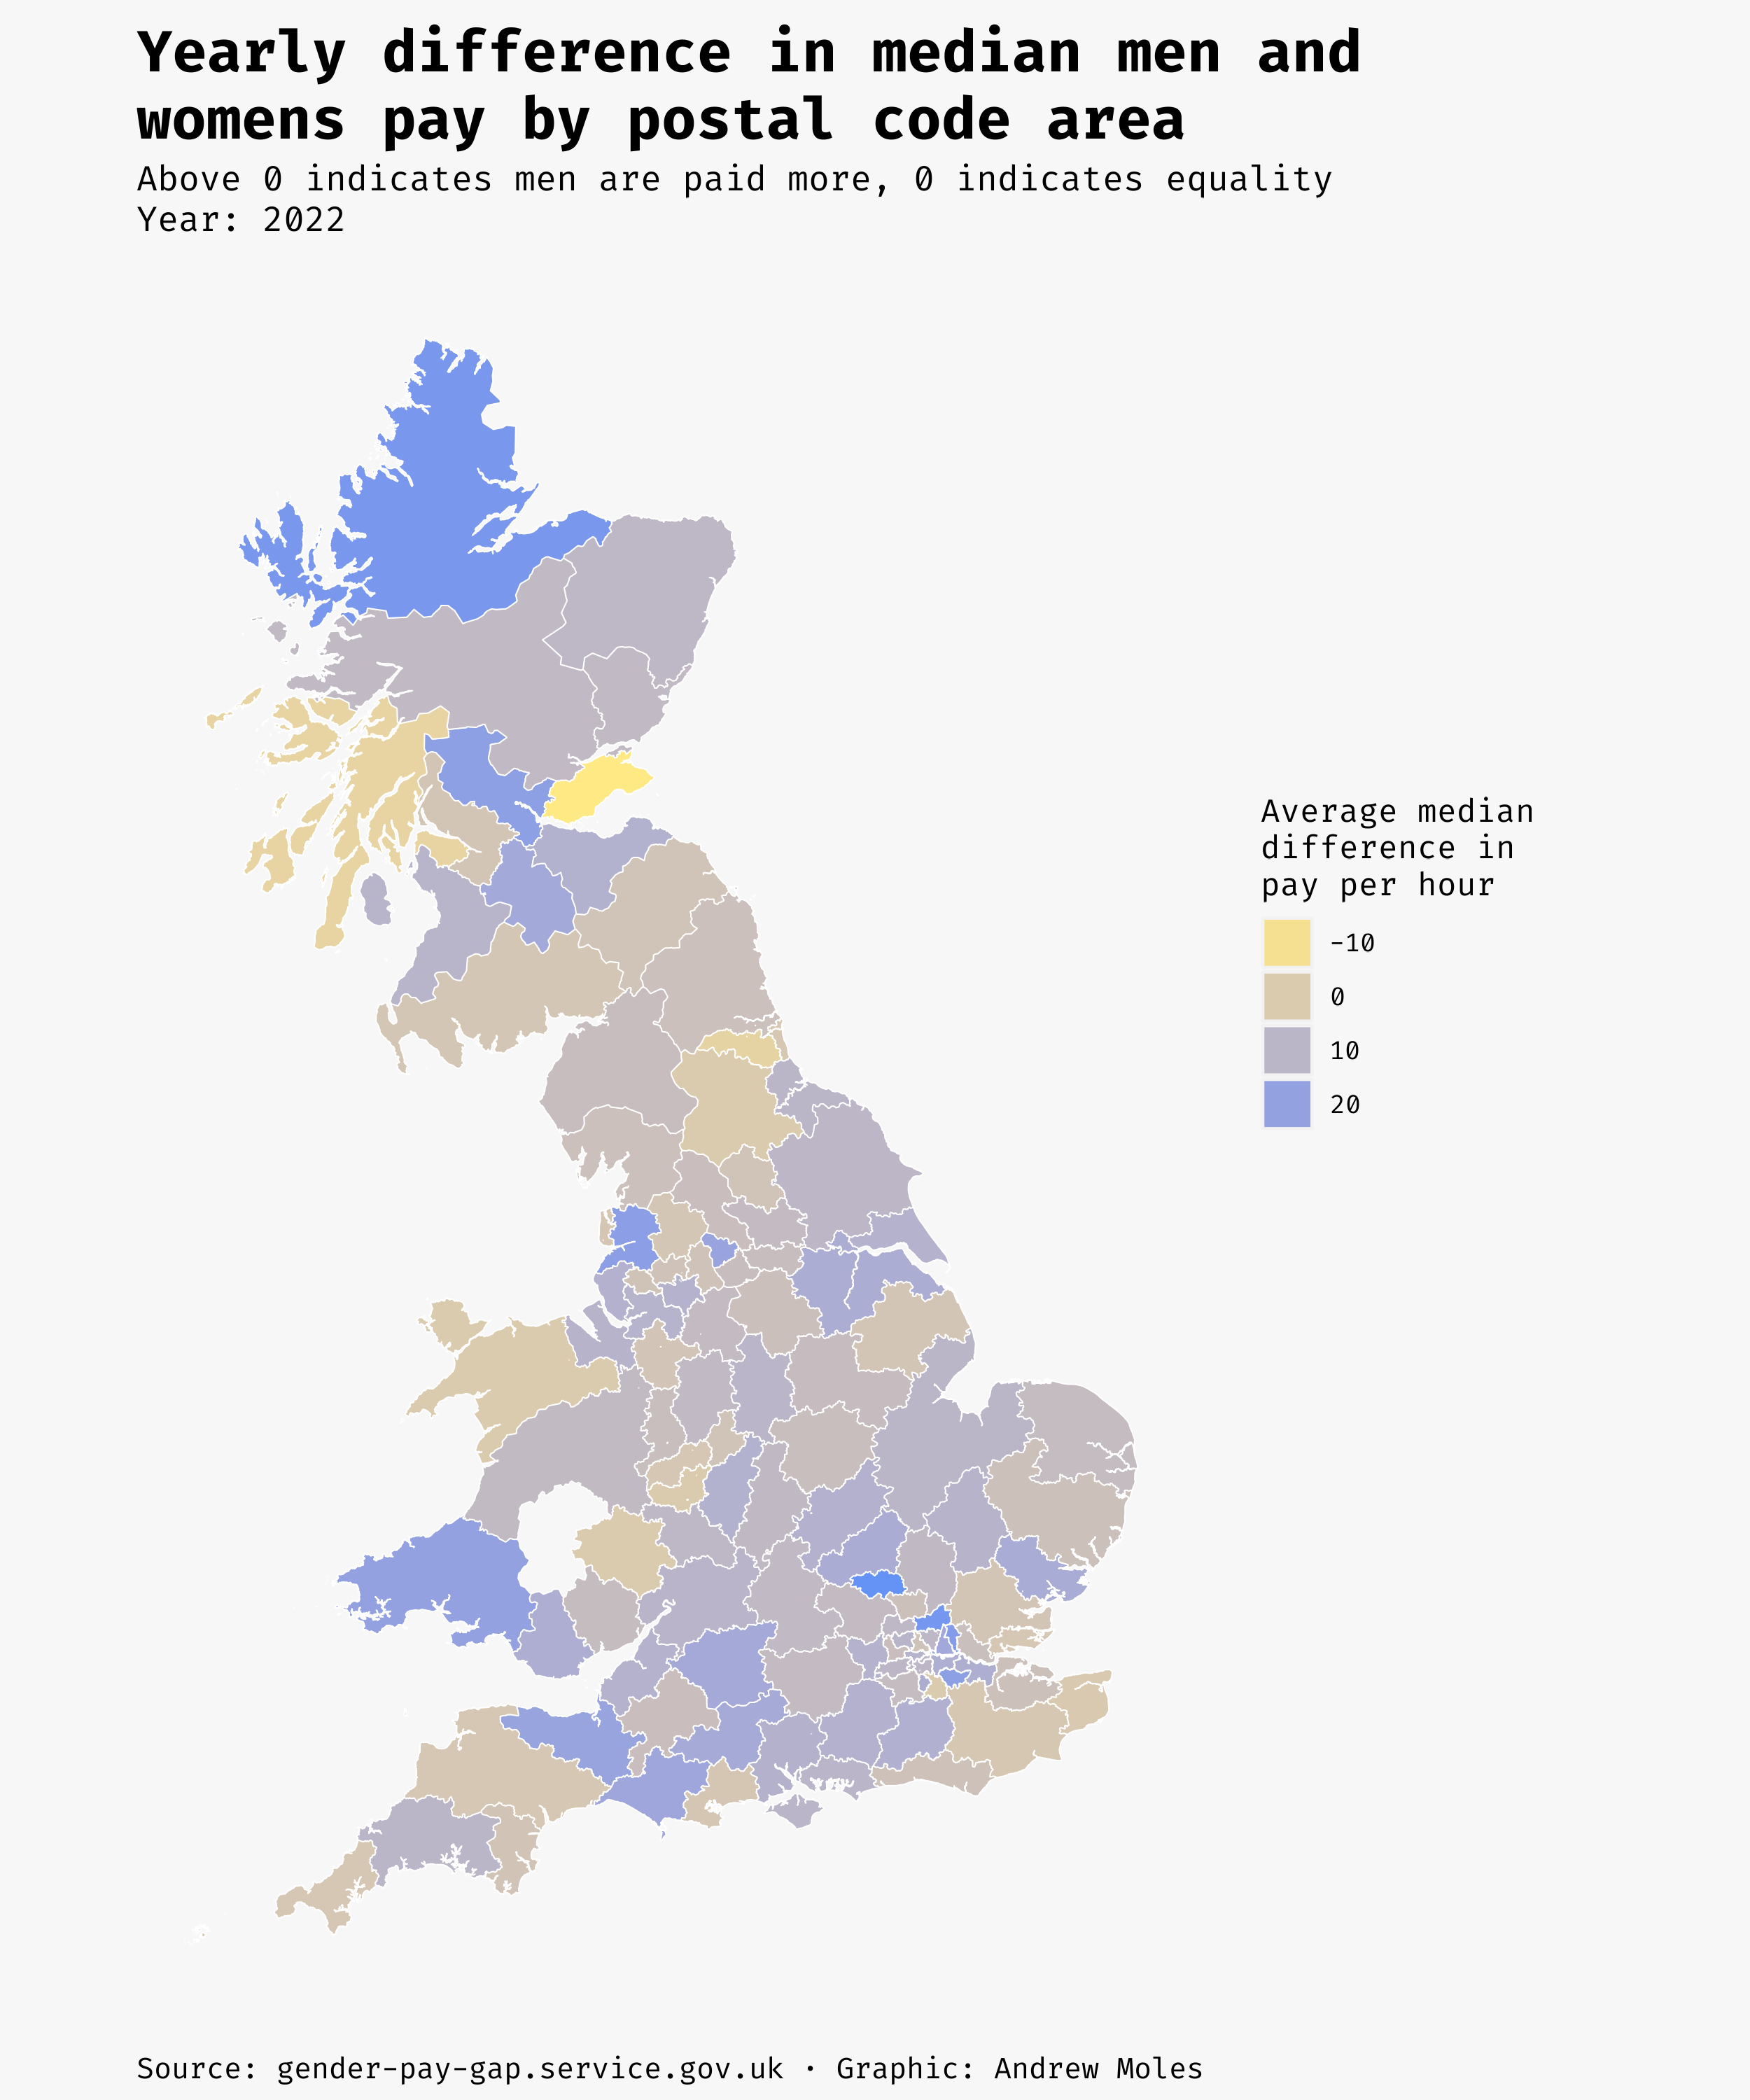 Yearly difference in median men and
womens pay by postal code area
Above 0 indicates men are paid more, 0 indicates equality
Year: 2022
Average median
difference in
pay per hour
-10
0
10
20
Source: gender-pay-gap.service.gov.uk · Graphic: Andrew Moles